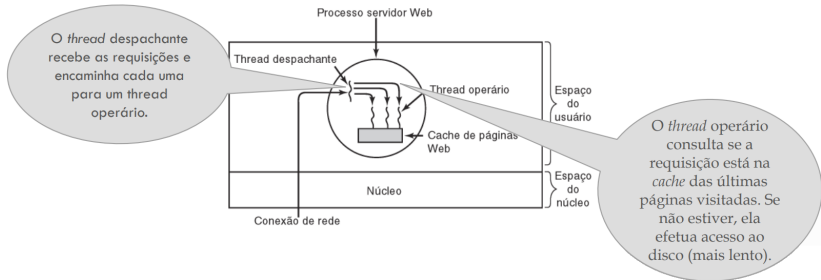 Processo servidor Web
O thread despachante
recebe as requisições e
encaminha cada uma
para um thread
operário.
Thread despachante
Thread operário
Cache de páginas
Web
Espaço
do
usuário
Núcleo
Espaço
do
núcleo
Conexão de rede
O thread operário
consulta se a
requisição está na
cache das últimas
páginas visitadas. Se
não estiver, ela
efetua acesso ao
disco (mais lento).